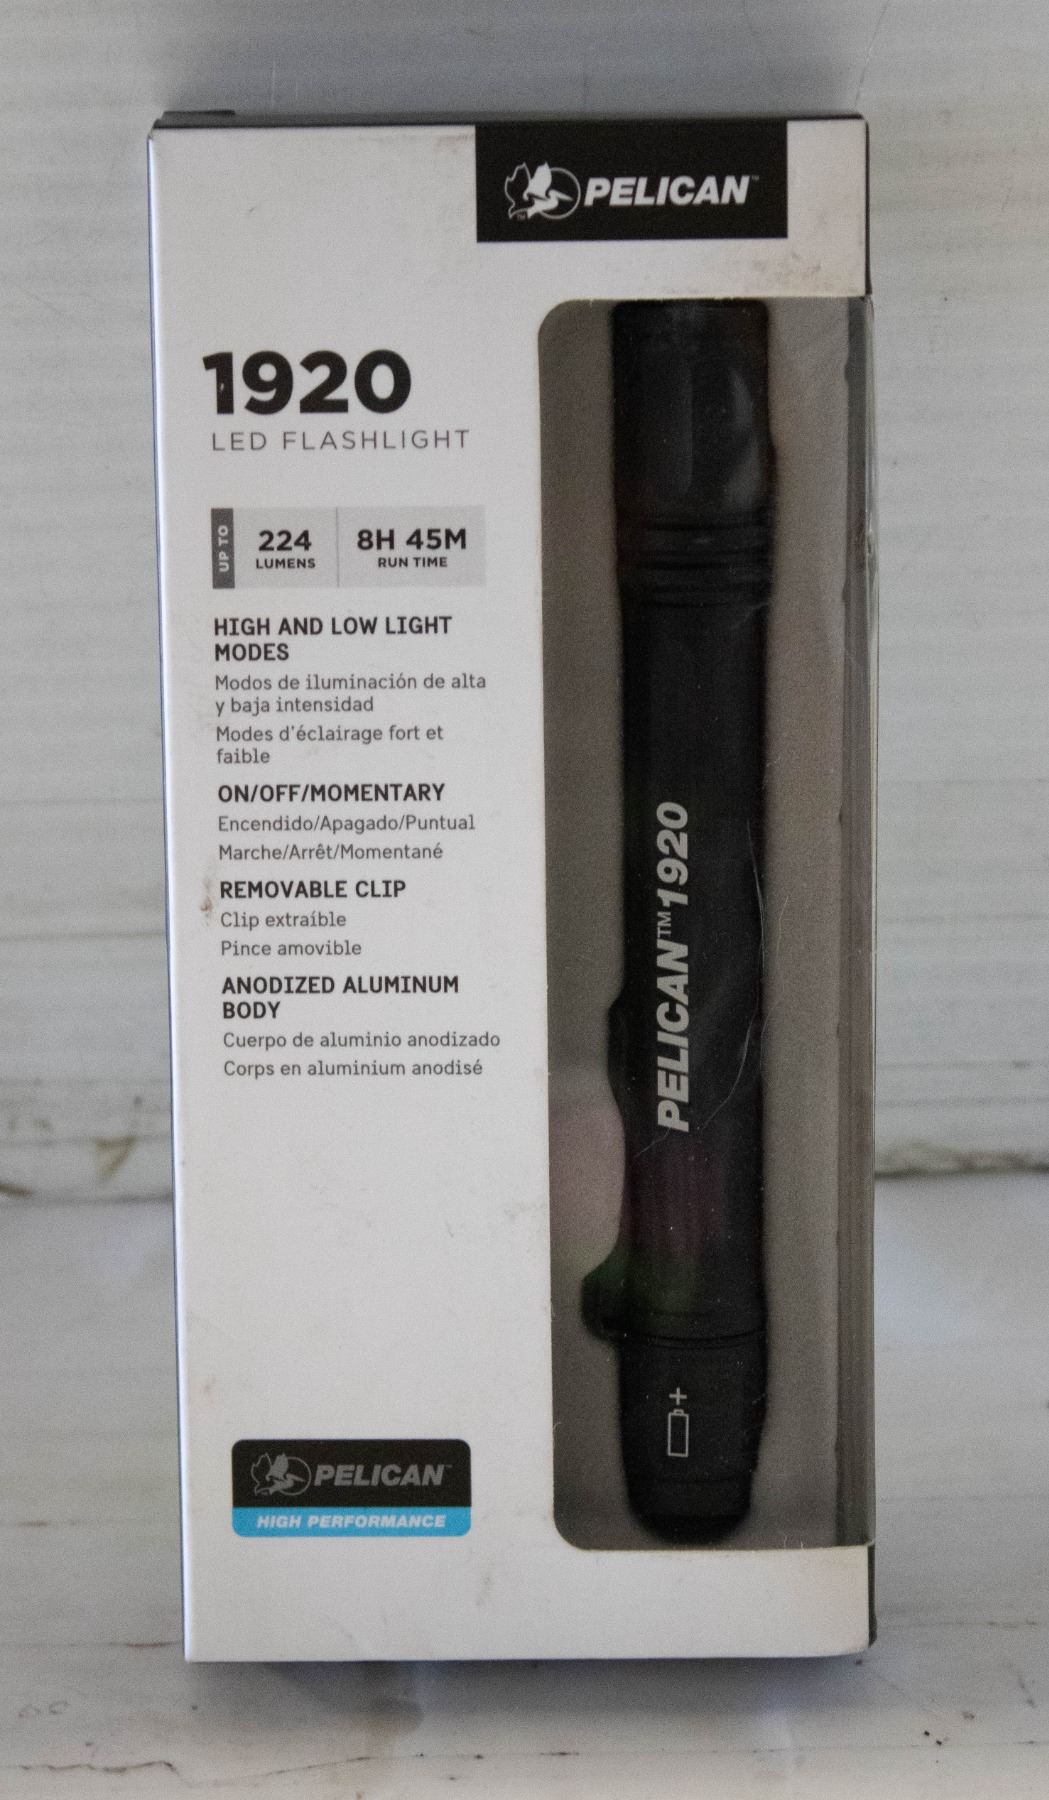 PELICAN™
1920
LED FLASHLIGHT
UP TO
224
LUMENS
8H 45M
RUN TIME
HIGH AND LOW LIGHT
MODES
Modos de iluminación de alta
y baja intensidad
Modes d'éclairage fort et
faible
ON/OFF/MOMENTARY
Encendido/Apagado/Puntual
Marche/Arrêt/Momentané
REMOVABLE CLIP
Clip extraíble
Pince amovible
ANODIZED ALUMINUM
BODY
Cuerpo de aluminio anodizado
Corps en aluminium anodisé
PELICAN™ 1920
+
PELICAN™
HIGH PERFORMANCE